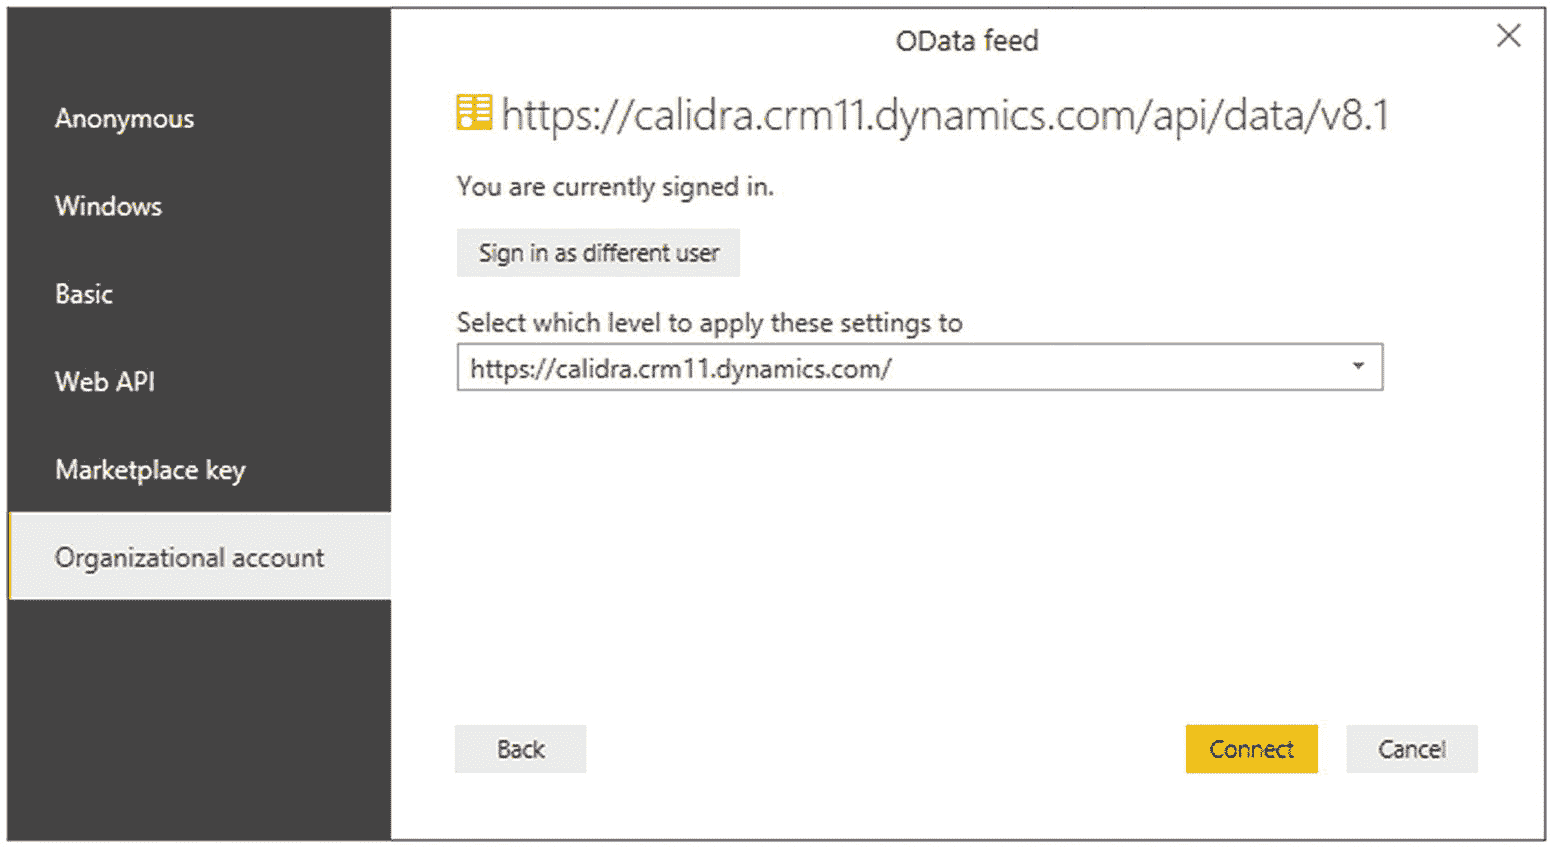 OData feed
Anonymous
Windows
Basic
Web API
Marketplace key
Organizational account
https://calidra.crm11.dynamics.com/api/data/v8.1
You are currently signed in.
Sign in as different user
Select which level to apply these settings to
https://calidra.crm11.dynamics.com/
Back
Connect
Cancel